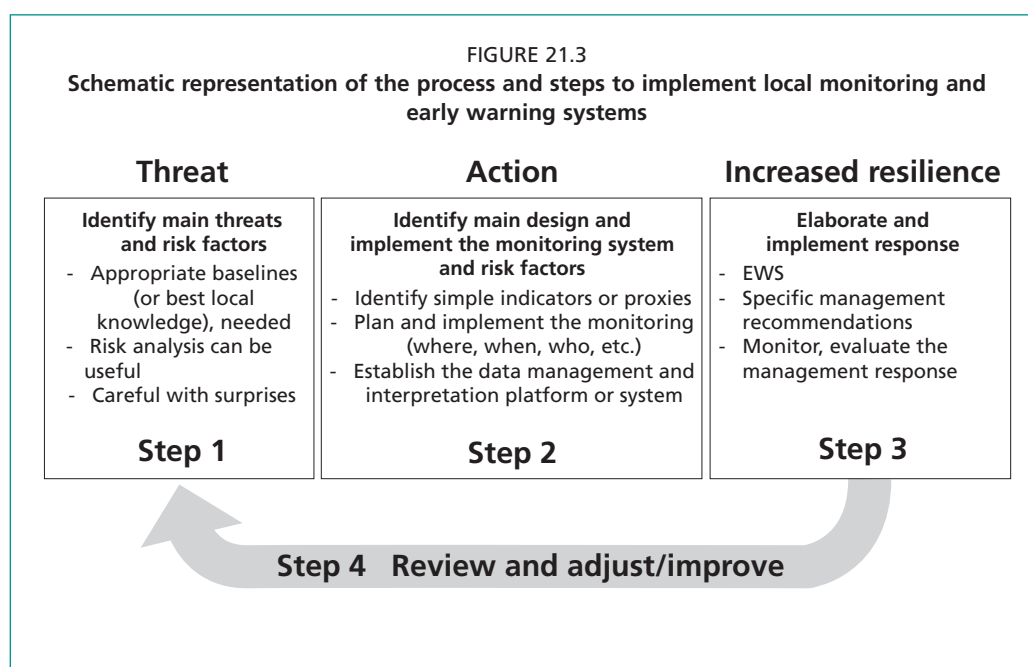 FIGURE 21.3
Schematic representation of the process and steps to implement local monitoring and
early warning systems
Threat
Identify main threats
and risk factors
- Appropriate baselines
(or best local
knowledge), needed
- Risk analysis can be
useful
- Careful with surprises
Step 1
Action
Identify main design and
implement the monitoring system
and risk factors
- Identify simple indicators or proxies
- Plan and implement the monitoring
(where, when, who, etc.)
- Establish the data management and
interpretation platform or system
Step 2
Increased resilience
Elaborate and
implement response
- EWS
- Specific management
recommendations
- Monitor, evaluate the
management response
Step 3
Step 4 Review and adjust/improve